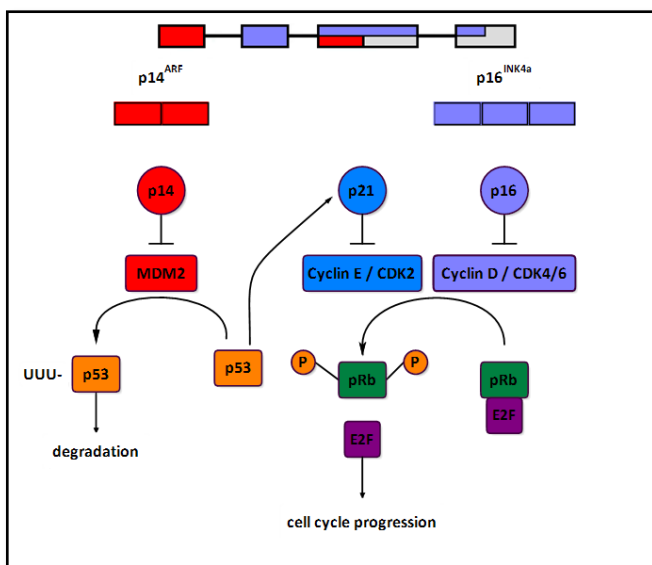 p14ARF
p16INK4a
p14
p21
p16
MDM2
Cyclin E / CDK2
Cyclin D / CDK4/6
UUU-
p53
p53
P
pRb
P
pRb
E2F
E2F
degradation
cell cycle progression